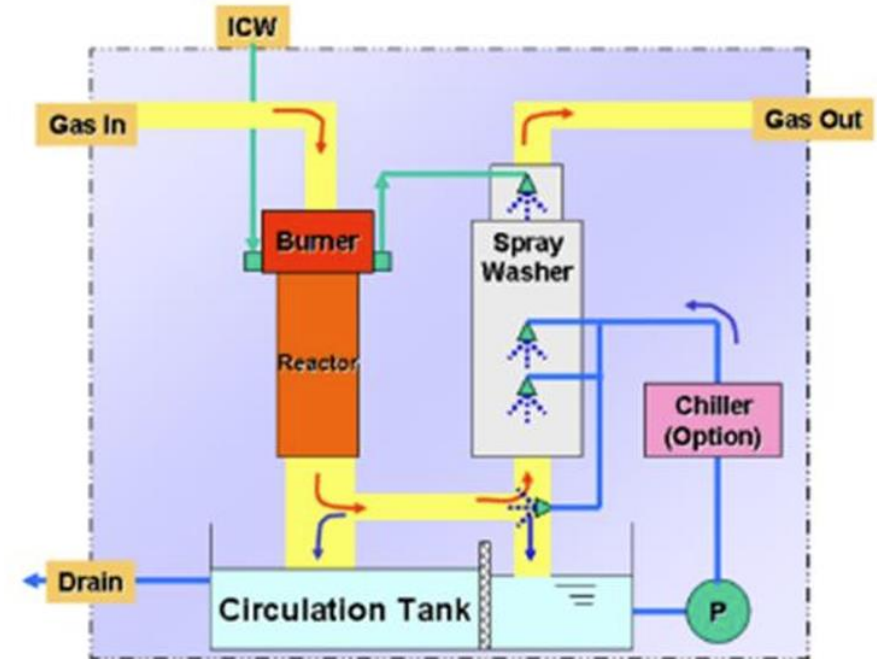 ICW
Gas In
Gas Out
Burner
Spray
Washer
Reactor
Chiller
(Option)
Drain
Circulation Tank
P